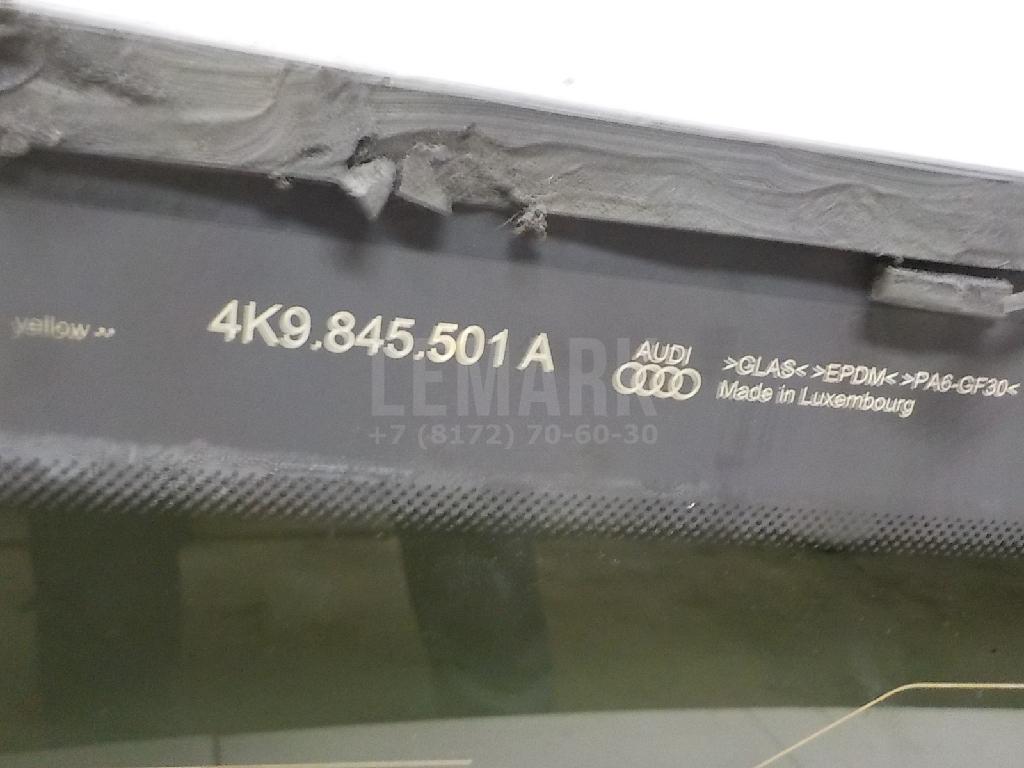 yellow "
4K9.845.501 A
AUDI
>GLAS< >EPDM< >PA6-GF30<
Made in Luxembourg
LEMARK
+7 (8172) 70-60-30